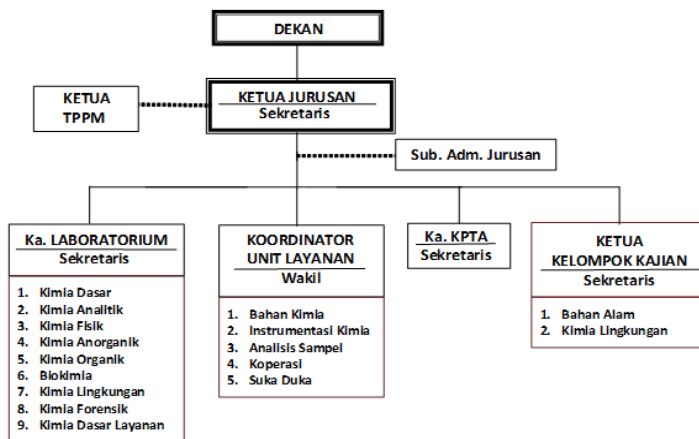 DEKAN
KETUA
TPPM
KETUA JURUSAN
Sekretaris
Sub. Adm. Jurusan
Ka. LABORATORIUM
Sekretaris
1. Kimia Dasar
2. Kimia Analitik
3. Kimia Fisik
4. Kimia Anorganik
5. Kimia Organik
6. Biokimia
7. Kimia Lingkungan
8. Kimia Forensik
9. Kimia Dasar Layanan
KOORDINATOR
UNIT LAYANAN
Wakil
1. Bahan Kimia
2. Instrumentasi Kimia
3. Analisis Sampel
4. Koperasi
5. Suka Duka
Ka. KPTA
Sekretaris
KETUA
KELOMPOK KAJIAN
Sekretaris
1. Bahan Alam
2. Kimia Lingkungan